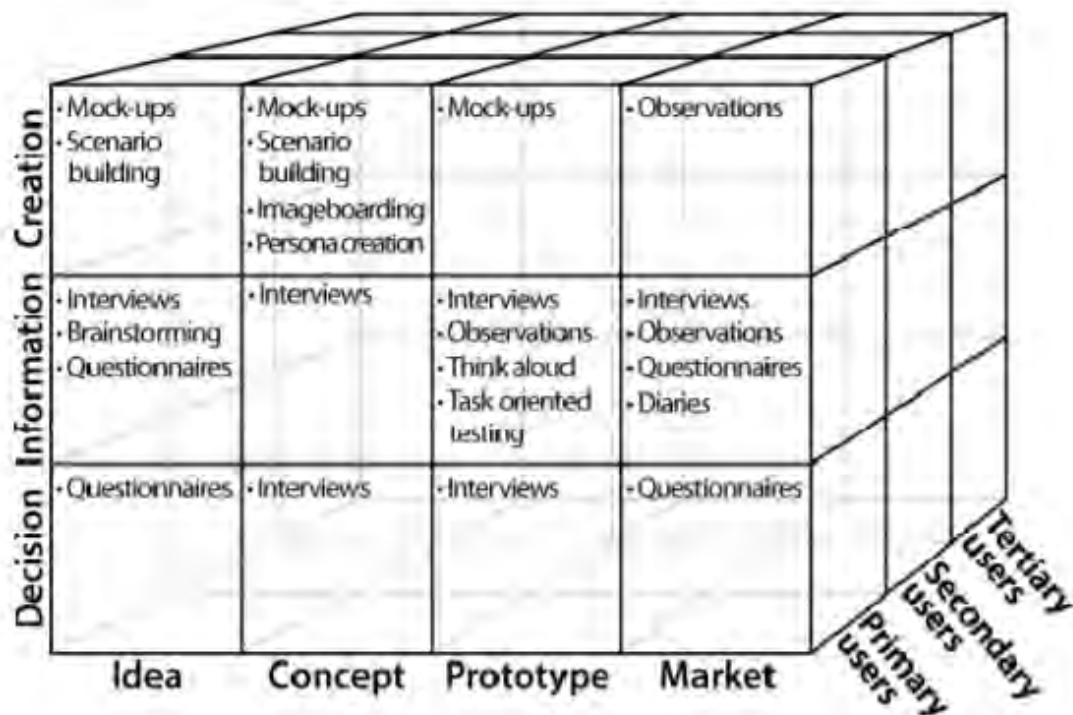 Creation
• Mock-ups
• Scenario
building
• Mock-ups
• Scenario
building
• Imageboarding
• Persona creation
• Mock-ups
• Observations
Information
• Interviews
• Brainstorming
• Questionnaires
• Interviews
• Interviews
• Observations
• Think aloud
• Task oriented
testing
• Interviews
• Observations
• Questionnaires
• Diaries
Decision
• Questionnaires
• Interviews
• Interviews
• Questionnaires
Idea
Concept
Prototype
Market
Primary
users
Secondary
users
Tertiary
users